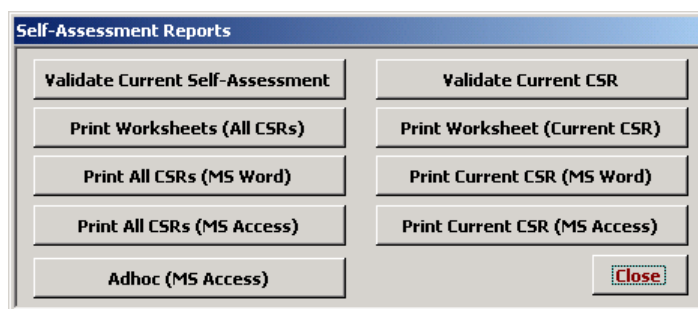 Self-Assessment Reports
Validate Current Self-Assessment
Validate Current CSR
Print Worksheets (All CSRs)
Print Worksheet (Current CSR)
Print All CSRs (MS Word)
Print Current CSR (MS Word)
Print All CSRs (MS Access)
Print Current CSR (MS Access)
Adhoc (MS Access)
Close